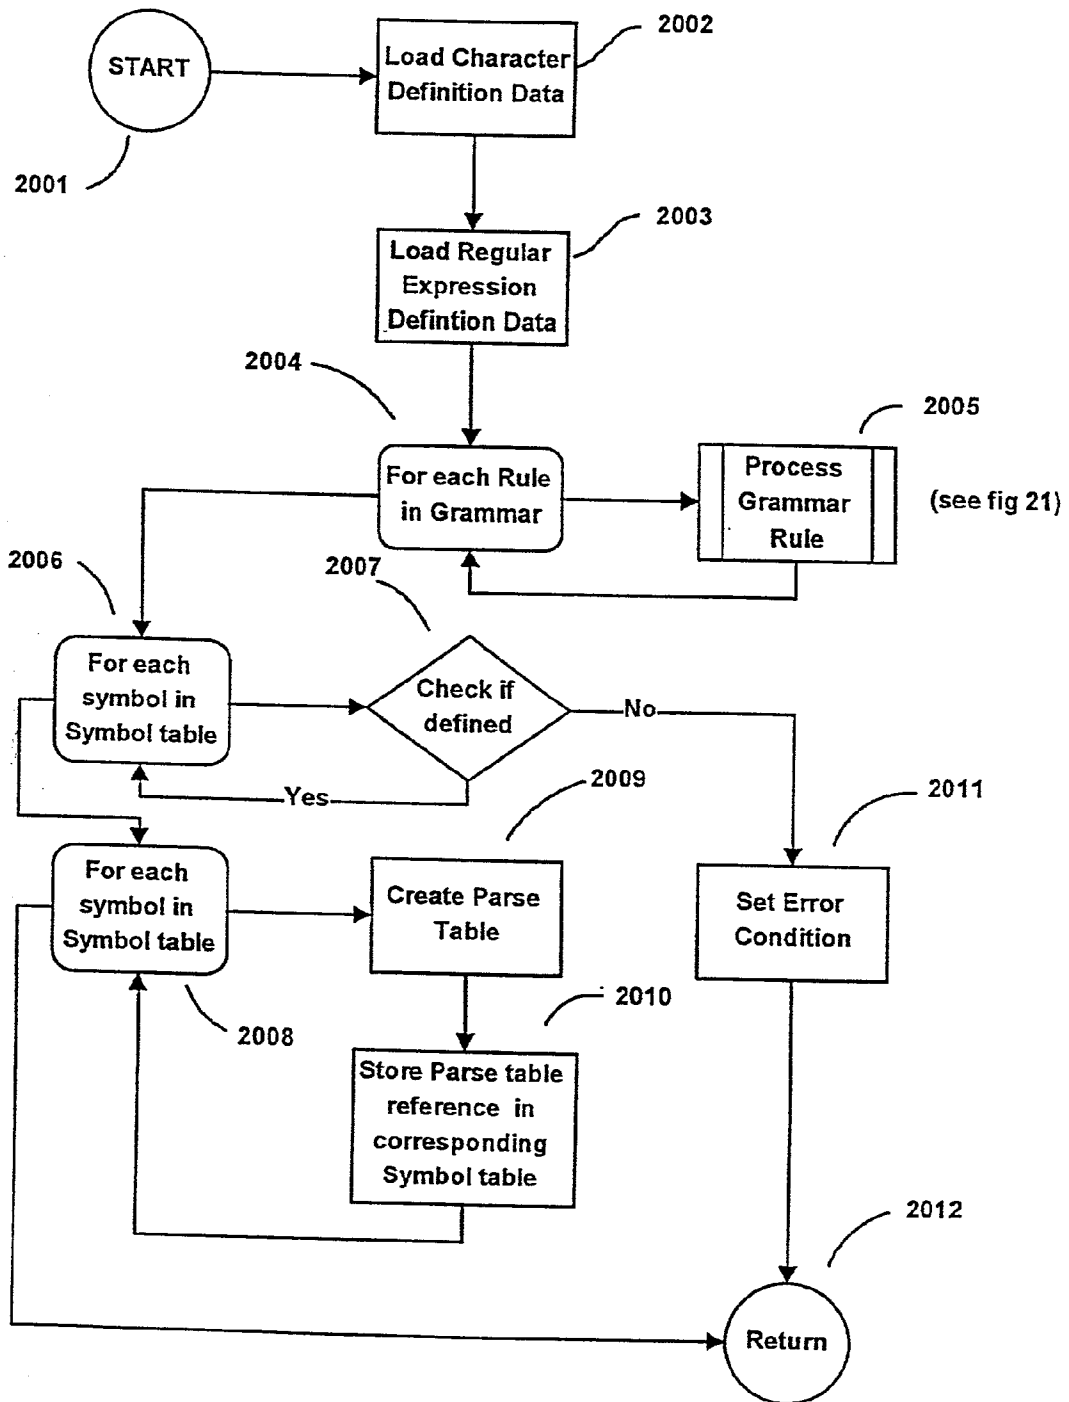 START
2001
2002
Load Character
Definition Data
2003
Load Regular
Expression
Defintion Data
2004
For each Rule
in Grammar
2005
Process
Grammar
Rule
(see fig 21)
2006
For each
symbol in
Symbol table
2007
Check if
defined
No
Yes
2008
For each
symbol in
Symbol table
2009
Create Parse
Table
2010
Store Parse table
reference in
corresponding
Symbol table
2011
Set Error
Condition
2012
Return